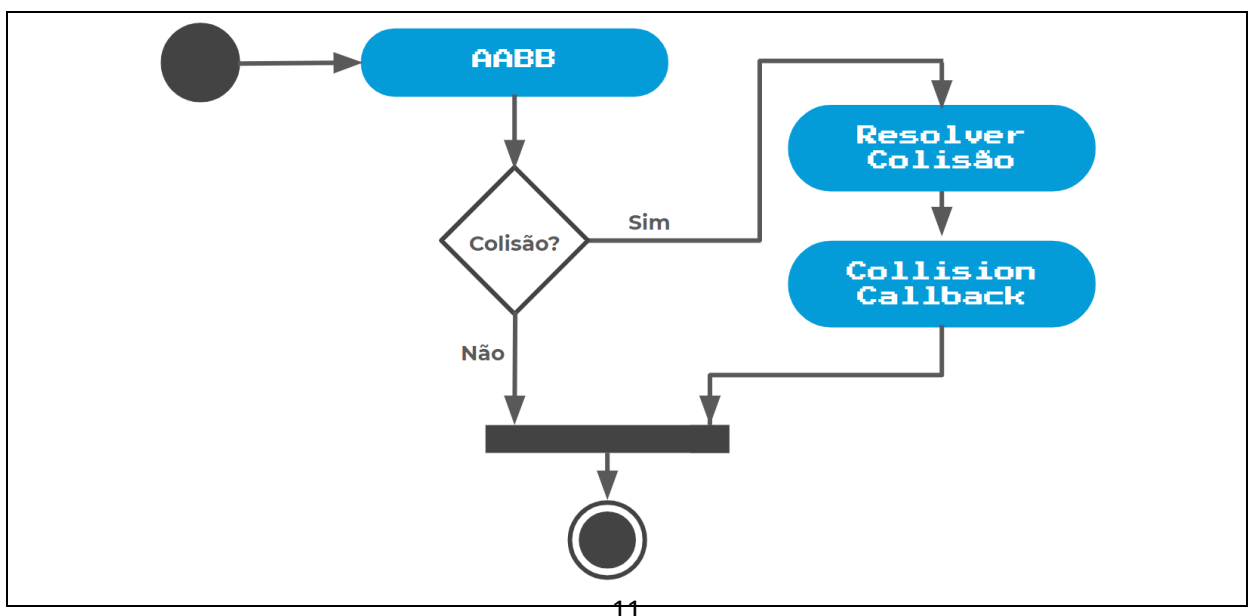 AABB
Colisão?
Sim
Resolver
Colisão
Collision
Callback
Não
11